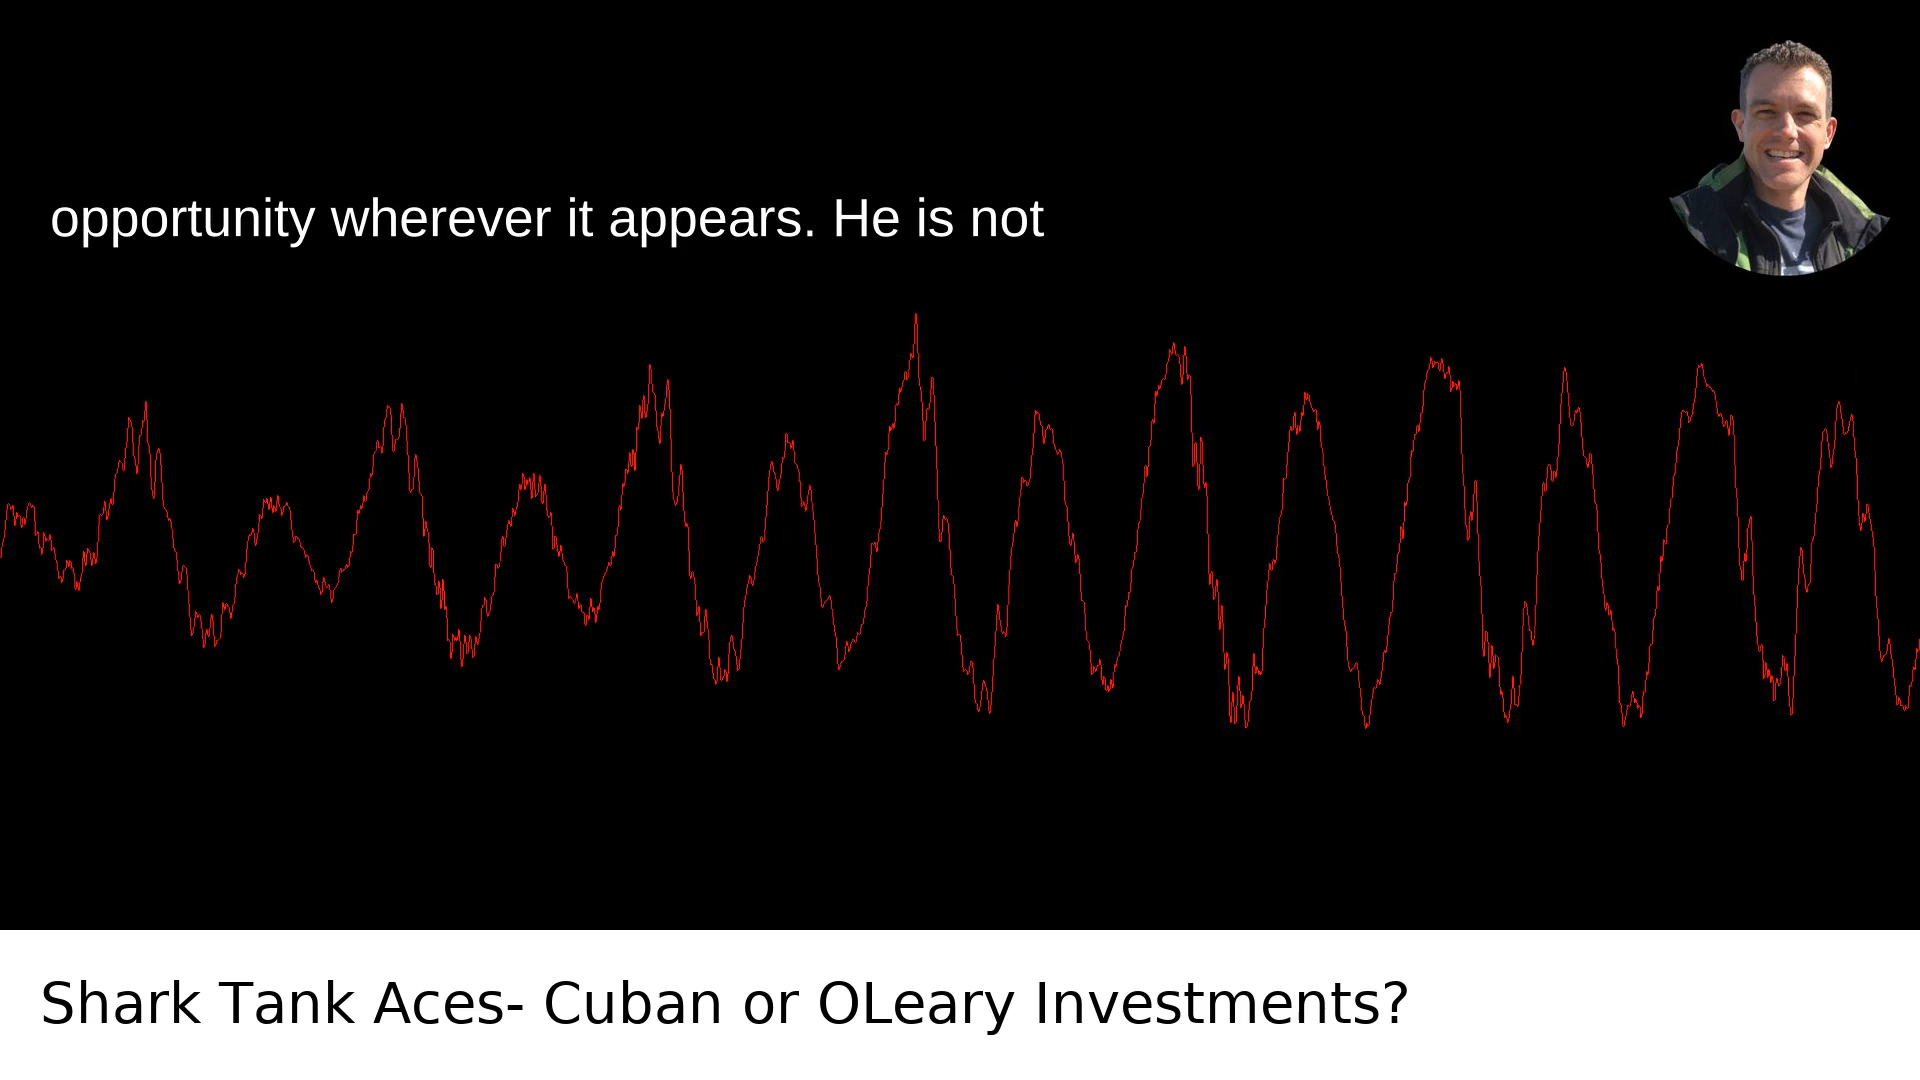 opportunity wherever it appears. He is not
Shark Tank Aces- Cuban or OLeary Investments?